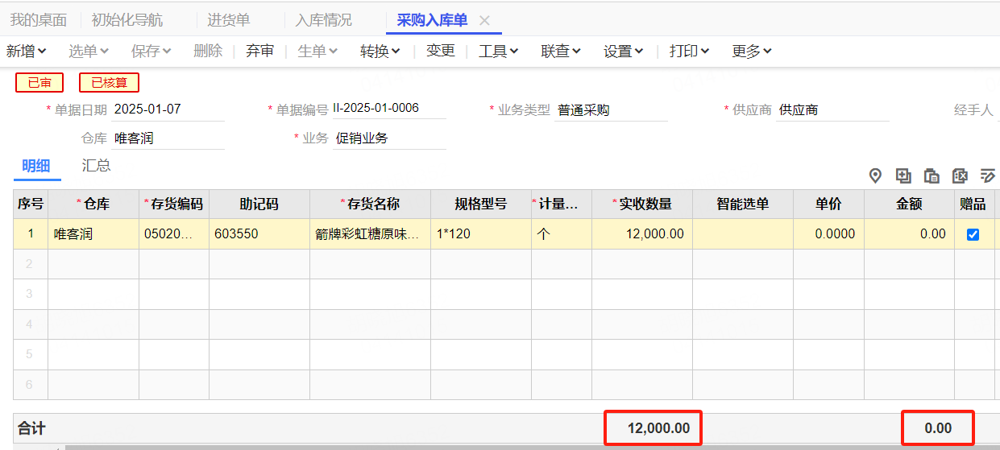 我的桌面 初始化导航 进货单 入库情况 采购入库单
新增 选单 保存 删除 弃审 生单 转换 变更 工具 联查 设置 打印 更多
已审 已核算
* 单据日期 2025-01-07 * 单据编号 II-2025-01-0006 * 业务类型 普通采购 * 供应商 供应商 经手人
仓库 唯客润 * 业务 促销业务
明细 汇总
序号 * 仓库 * 存货编码 助记码 * 存货名称 规格型号 * 计量... * 实收数量 智能选单 单价 金额 赠品
1 唯客润 05020... 603550 箭牌彩虹糖原味... 1*120 个 12,000.00 0.0000 0.00
2
3
4
5
6
合计 12,000.00 0.00